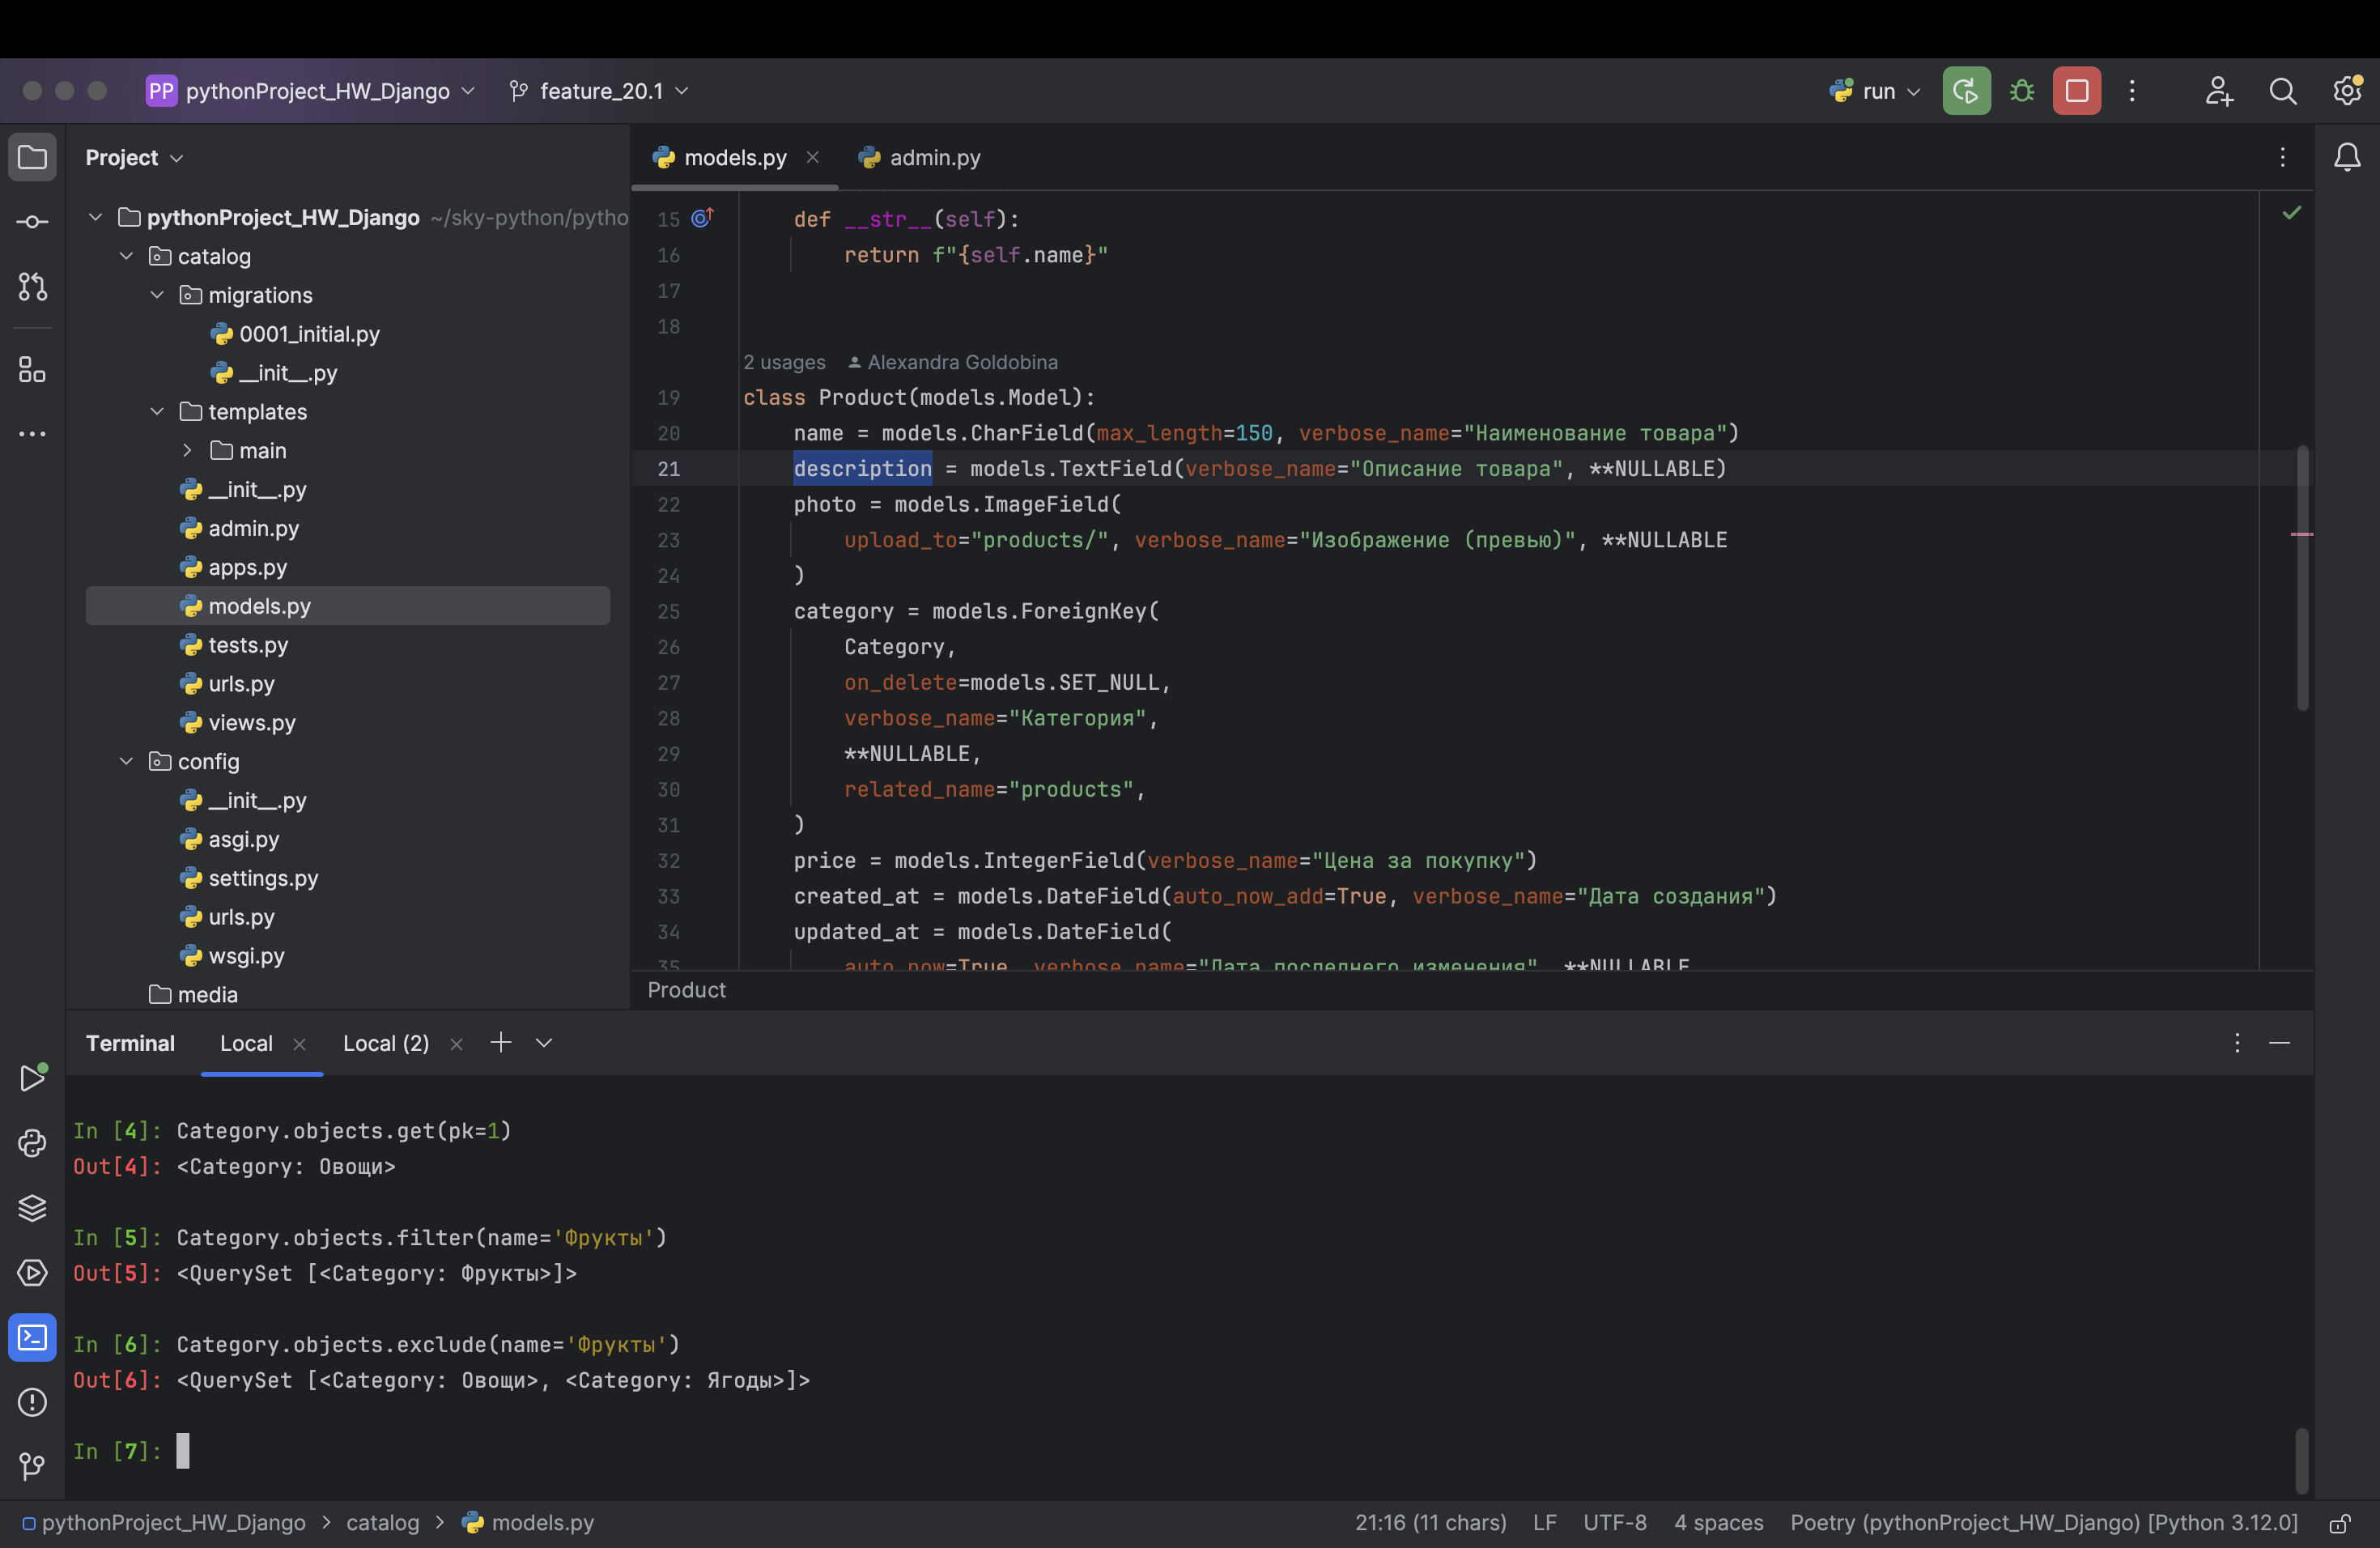 PP pythonProject_HW_Django feature_20.1 run
Project
pythonProject_HW_Django ~/sky-python/pytho
catalog
migrations
0001_initial.py
__init__.py
templates
main
__init__.py
admin.py
apps.py
models.py
tests.py
urls.py
views.py
config
__init__.py
asgi.py
settings.py
urls.py
wsgi.py
media
models.py admin.py
15 def __str__(self):
16 return f"{self.name}"
17
18
2 usages Alexandra Goldobina
19 class Product(models.Model):
20 name = models.CharField(max_length=150, verbose_name="Наименование товара")
21 description = models.TextField(verbose_name="Описание товара", **NULLABLE)
22 photo = models.ImageField(
23 upload_to="products/", verbose_name="Изображение (превью)", **NULLABLE
24 )
25 category = models.ForeignKey(
26 Category,
27 on_delete=models.SET_NULL,
28 verbose_name="Категория",
29 **NULLABLE,
30 related_name="products",
31 )
32 price = models.IntegerField(verbose_name="Цена за покупку")
33 created_at = models.DateField(auto_now_add=True, verbose_name="Дата создания")
34 updated_at = models.DateField(
35 auto_now=True, verbose_name="Дата последнего изменения", **NULLABLE
Product
Terminal Local Local (2)
In [4]: Category.objects.get(pk=1)
Out[4]: <Category: Овощи>
In [5]: Category.objects.filter(name='Фрукты')
Out[5]: <QuerySet [<Category: Фрукты>]>
In [6]: Category.objects.exclude(name='Фрукты')
Out[6]: <QuerySet [<Category: Овощи>, <Category: Ягоды>]>
In [7]:
pythonProject_HW_Django > catalog > models.py 21:16 (11 chars) LF UTF-8 4 spaces Poetry (pythonProject_HW_Django) [Python 3.12.0]